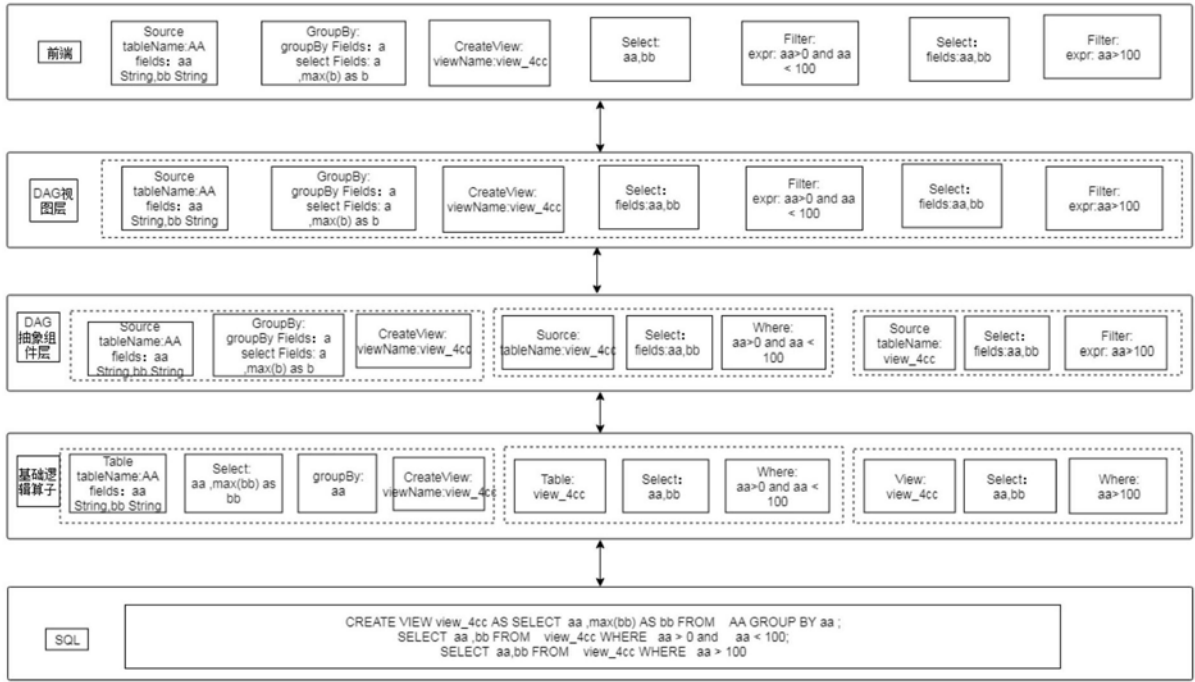 前端
Source
tableName:AA
fields：aa
String,bb String
GroupBy:
groupBy Fields：a
select Fields: a
,max(b) as b
CreateView:
viewName:view_4cc
Select:
aa,bb
Filter:
expr: aa>0 and aa
< 100
Select：
fields:aa,bb
Filter:
expr: aa>100
DAG视
图层
Source
tableName:AA
fields：aa
String,bb String
GroupBy:
groupBy Fields：a
select Fields: a
,max(b) as b
CreateView:
viewName:view_4cc
Select：
fields:aa,bb
Filter:
expr: aa>0 and aa
< 100
Select：
fields:aa,bb
Filter:
expr:aa>100
DAG
抽象组
件层
Source
tableName:AA
fields：aa
String,bb String
GroupBy:
groupBy Fields：a
select Fields: a
,max(b) as b
CreateView:
viewName:view_4cc
Suorce:
tableName:view_4cc
Select：
fields:aa,bb
Where:
aa>0 and aa <
100
Source
tableName:
view_4cc
Select：
fields:aa,bb
Filter:
expr: aa>100
基础逻
辑算子
Table
tableName:AA
fields：aa
String,bb String
Select:
aa ,max(bb) as
bb
groupBy:
aa
CreateView:
viewName:view_4cc
Table:
view_4cc
Select：
aa,bb
Where:
aa>0 and aa <
100
View:
view_4cc
Select：
aa,bb
Where:
aa>100
SQL
CREATE VIEW view_4cc AS SELECT aa ,max(bb) AS bb FROM AA GROUP BY aa ;
SELECT aa ,bb FROM view_4cc WHERE aa > 0 and aa < 100;
SELECT aa,bb FROM view_4cc WHERE aa > 100